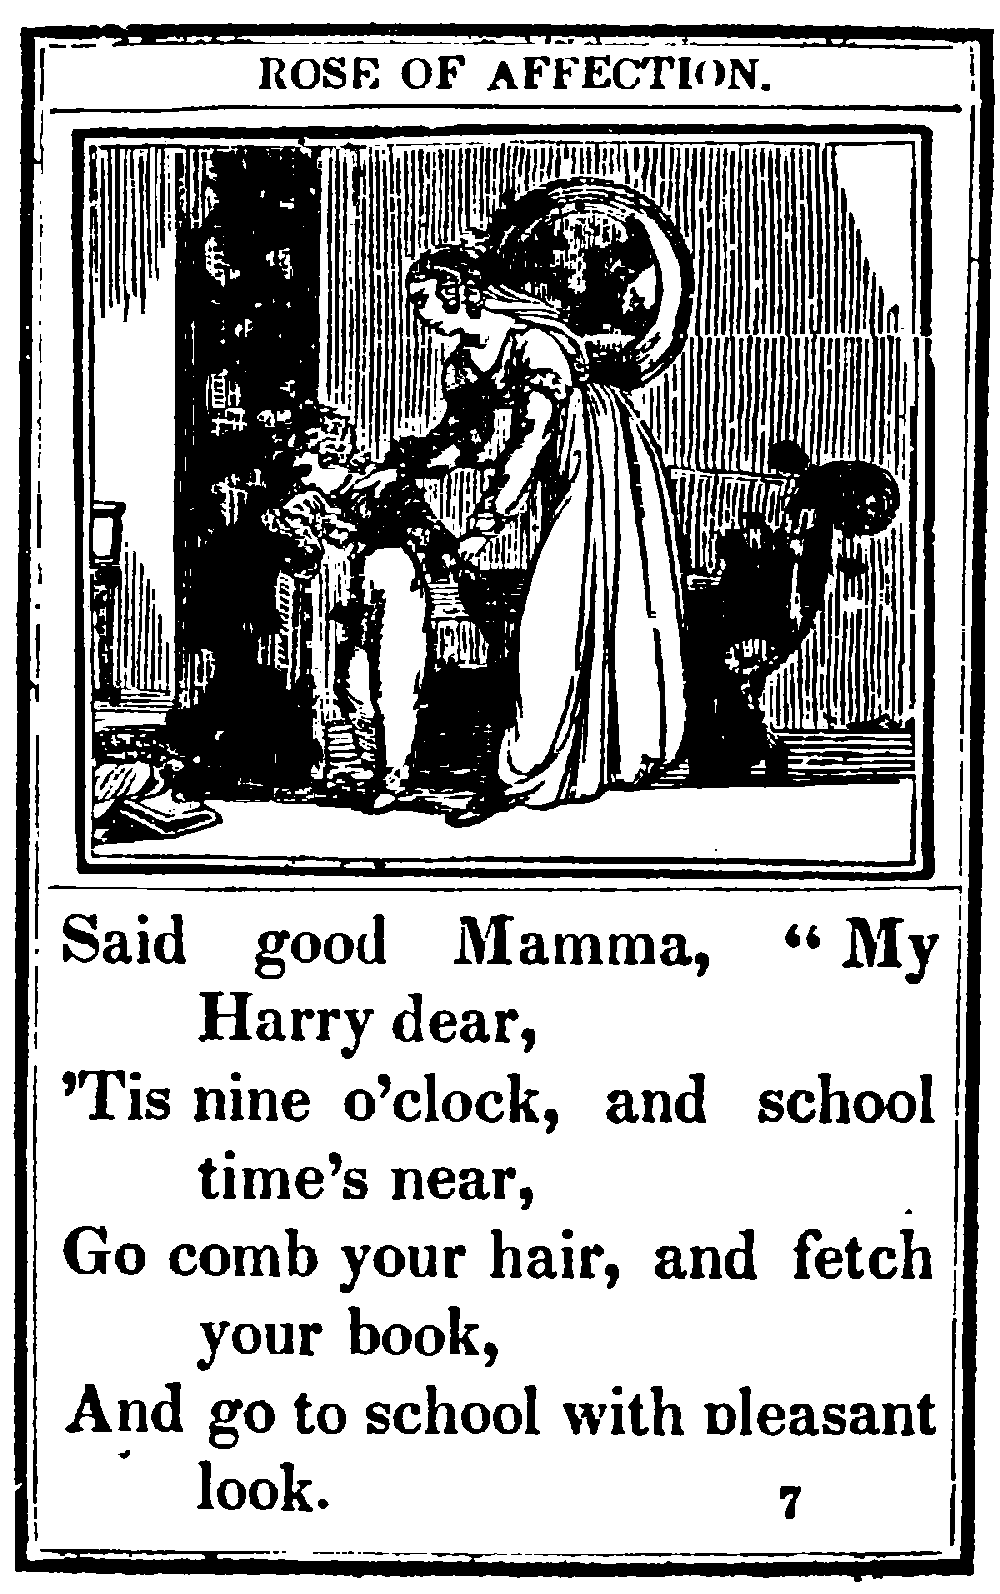 ROSE OF AFFECTION.
Said good Mamma, “ My
Harry dear,
’Tis nine o’clock, and school
time’s near,
Go comb your hair, and fetch
your book,
And go to school with pleasant
look.
7